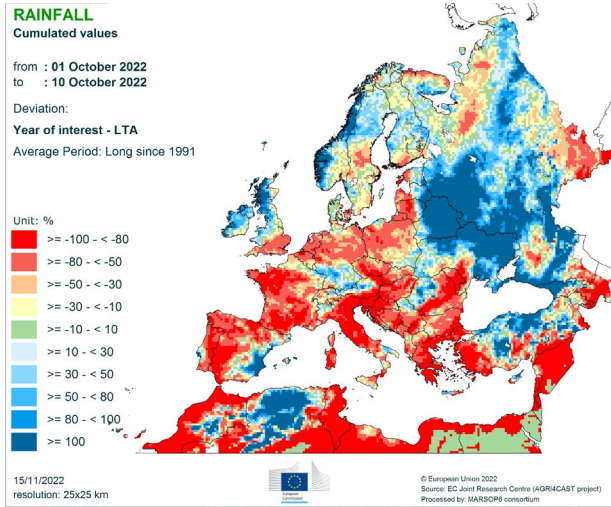 RAINFALL
Cumulated values
from : 01 October 2022
to : 10 October 2022
Deviation:
Year of interest - LTA
Average Period: Long since 1991
Unit: %
>= -100 - < -80
>= -80 - < -50
>= -50 - < -30
>= -30 - < -10
>= -10 - < 10
>= 10 - < 30
>= 30 - < 50
>= 50 - < 80
>= 80 - < 100
>= 100
15/11/2022
resolution: 25x25 km
European
Commission
© European Union 2022
Source: EC Joint Research Centre (AGRI4CAST project)
Processed by: MARSOP6 consortium